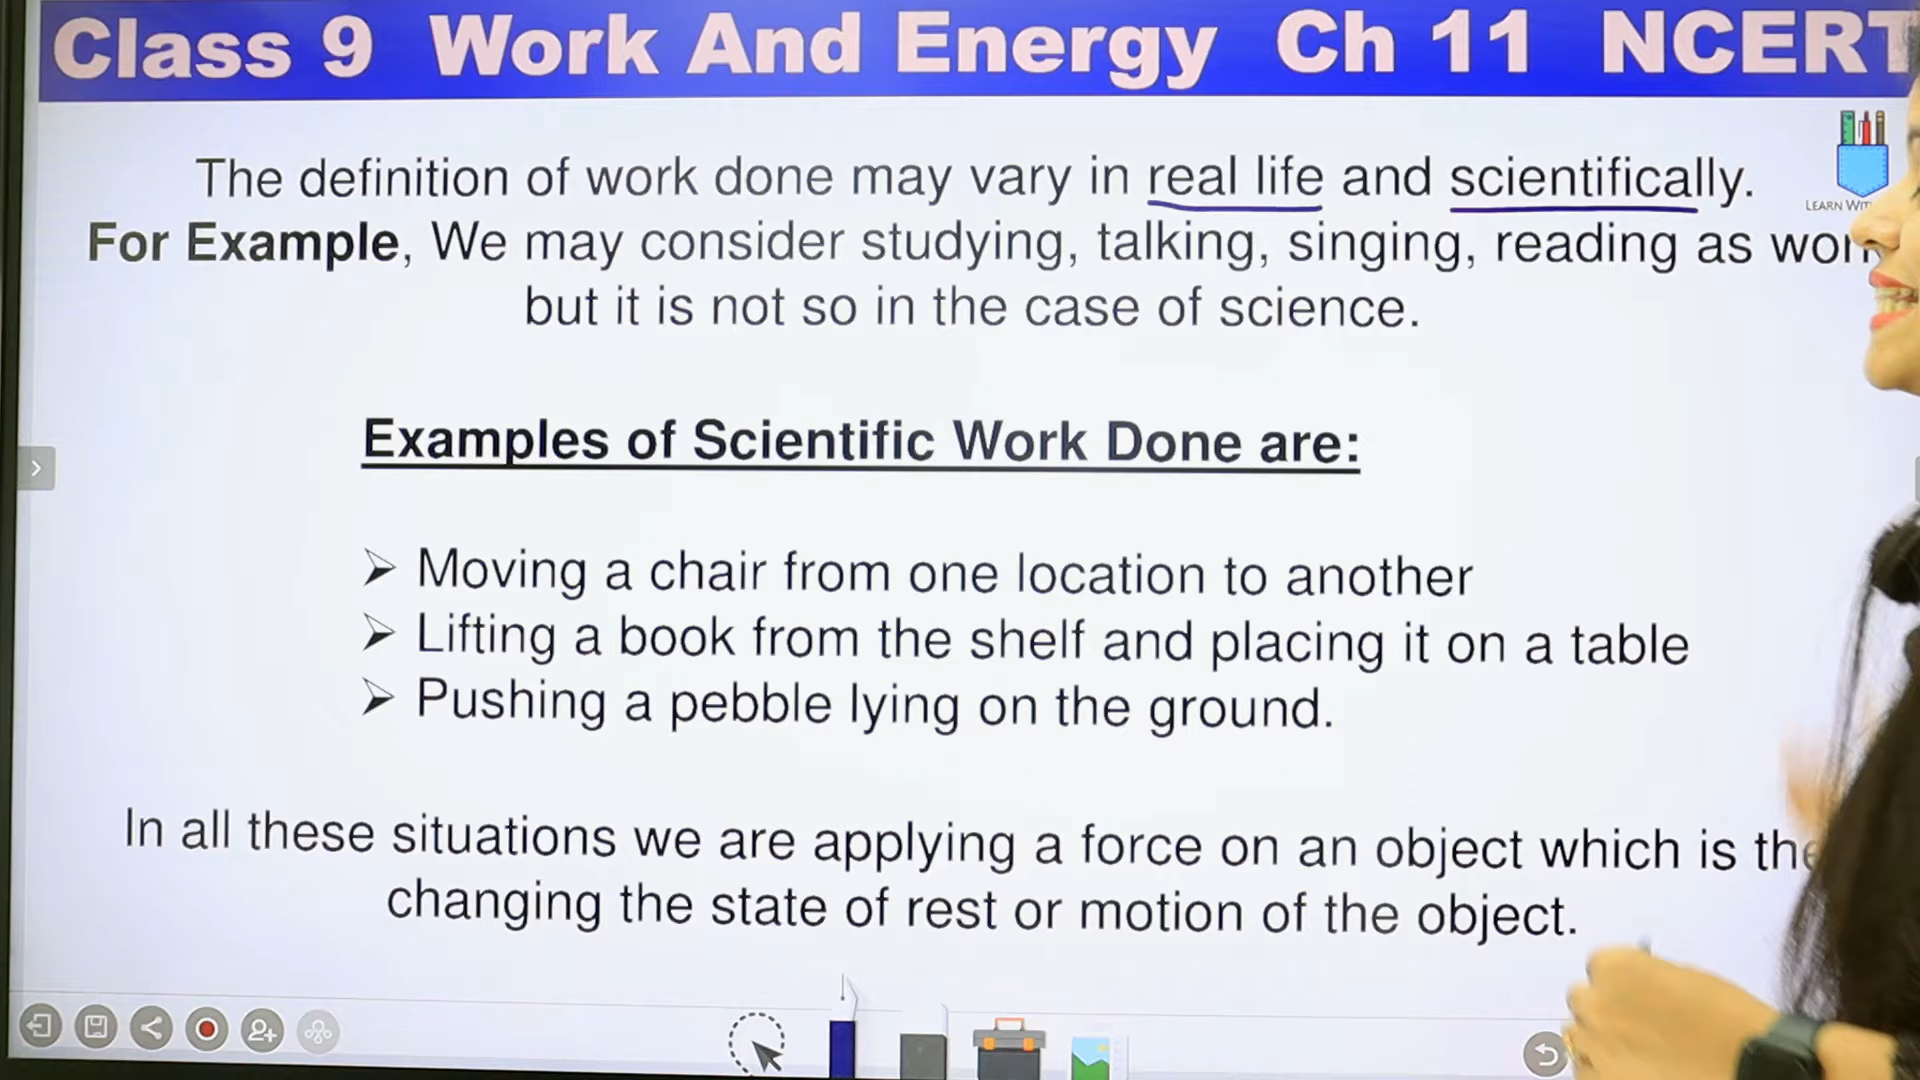 Class 9 Work And Energy Ch 11 NCERT
The definition of work done may vary in real life and scientifically.
LEARN
For Example, We may consider studying, talking, singing, reading as
but it is not so in the case of science.
Examples of Scientific Work Done are:
➢ Moving a chair from one location to another
➢ Lifting a book from the shelf and placing it on a table
➢ Pushing a pebble lying on the ground.
In all these situations we are applying a force on an object which is
changing the state of rest or motion of the object.